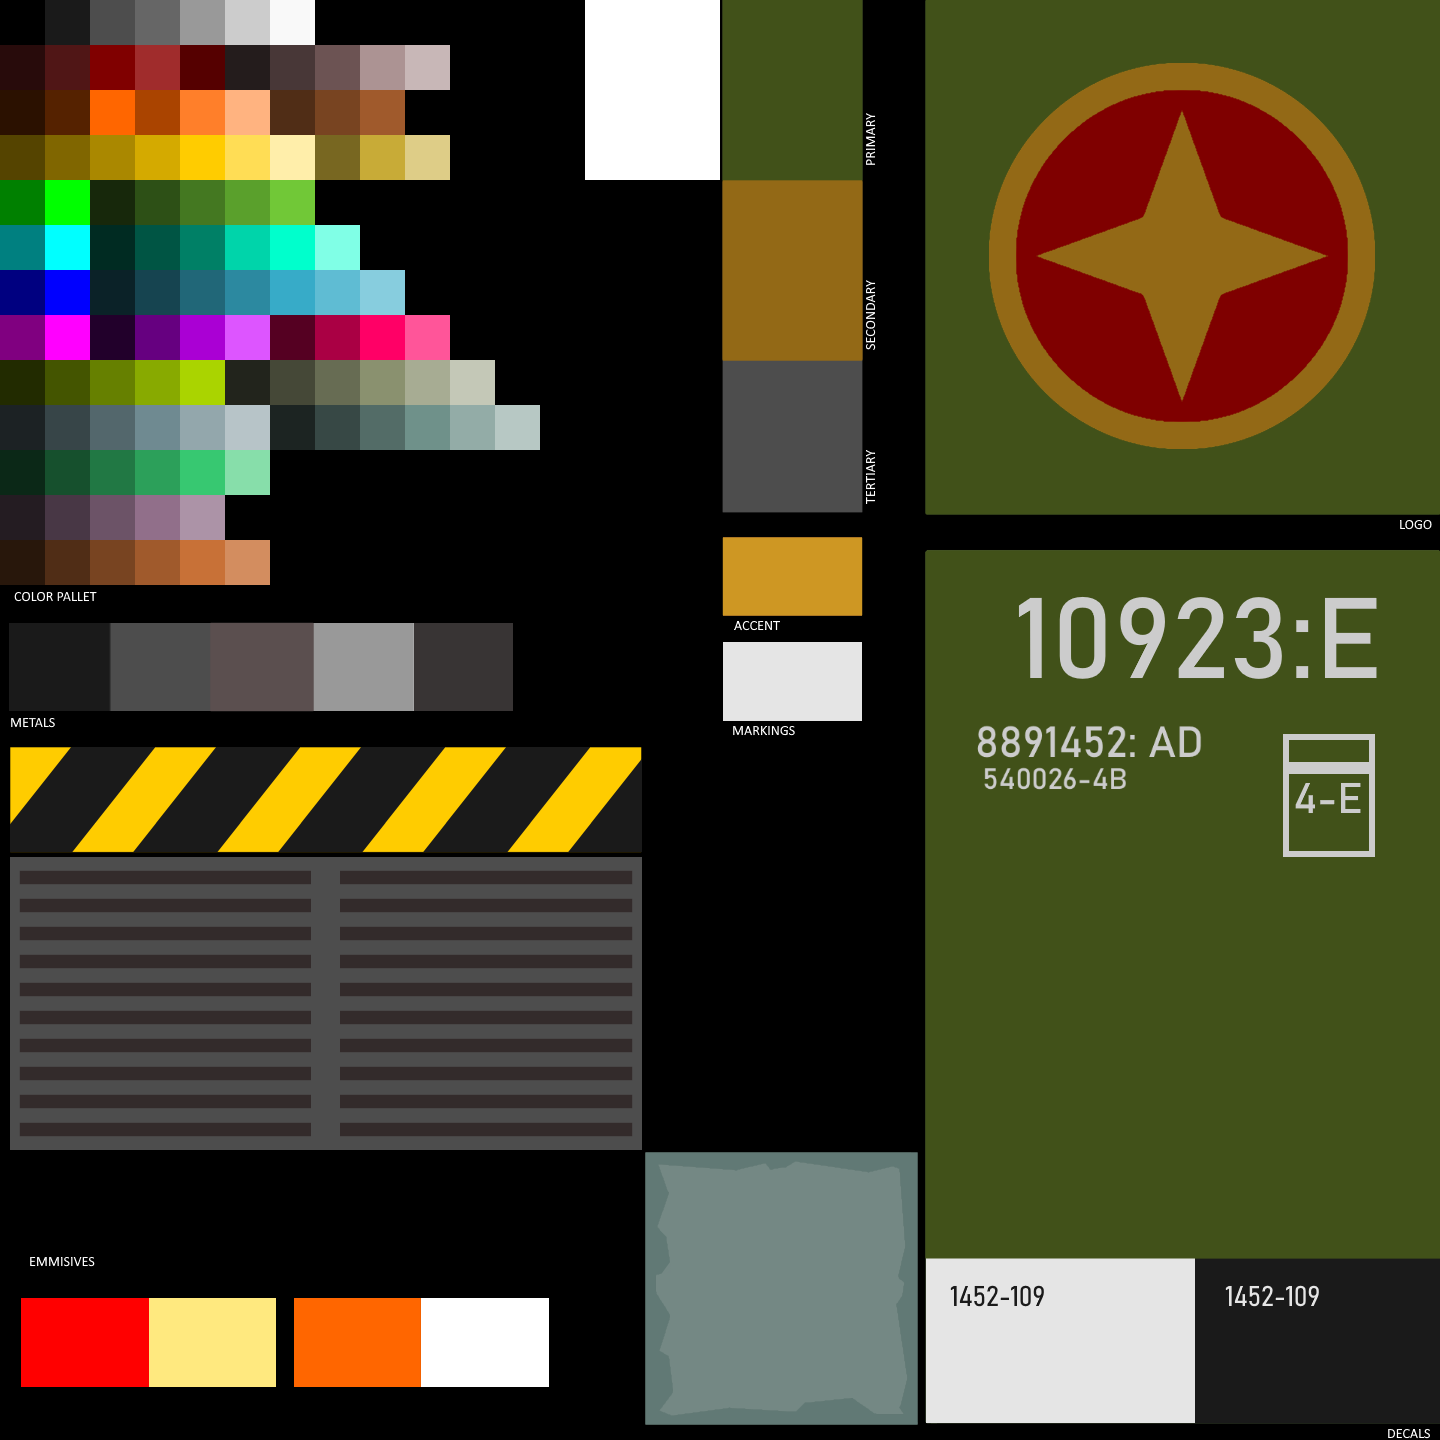 PRIMARY
SECONDARY
TERTIARY
LOGO
COLOR PALLET
ACCENT
METALS
MARKINGS
10923:E
8891452: AD
540026-4B
4-E
EMMISIVES
1452-109
1452-109
DECALS